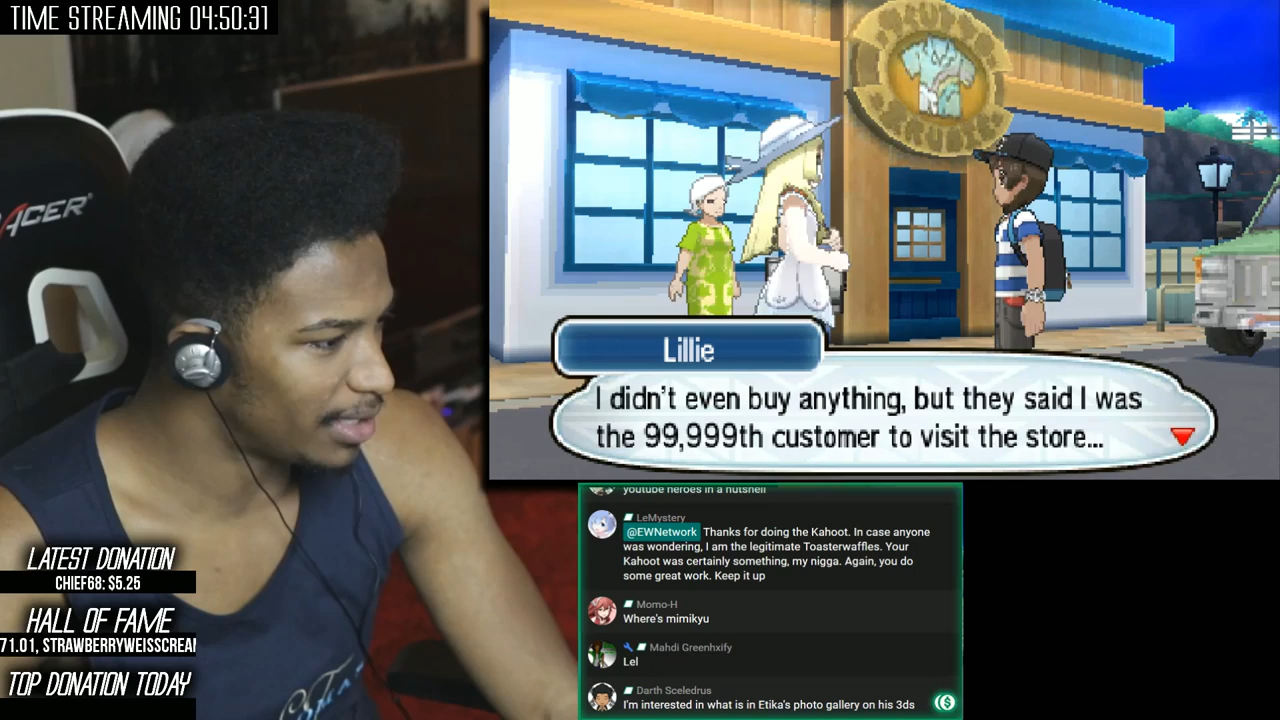 TIME STREAMING 04:50:31
ACER
Lillie
I didn't even buy anything, but they said I was
the 99,999th customer to visit the store...
youtube heroes in a nutshell
LeMystery
@EWNetwork Thanks for doing the Kahoot. In case anyone
was wondering, I am the legitimate Toasterwaffles. Your
Kahoot was certainly something, my nigga. Again, you do
some great work. Keep it up
Momo-H
Where's mimikyu
Mahdi Greenhxify
Lel
Darth Sceledrus
I'm interested in what is in Etika's photo gallery on his 3ds
LATEST DONATION
CHIEF68: $5.25
HALL OF FAME
71.01, STRAWBERRYWEISSCREAM
TOP DONATION TODAY